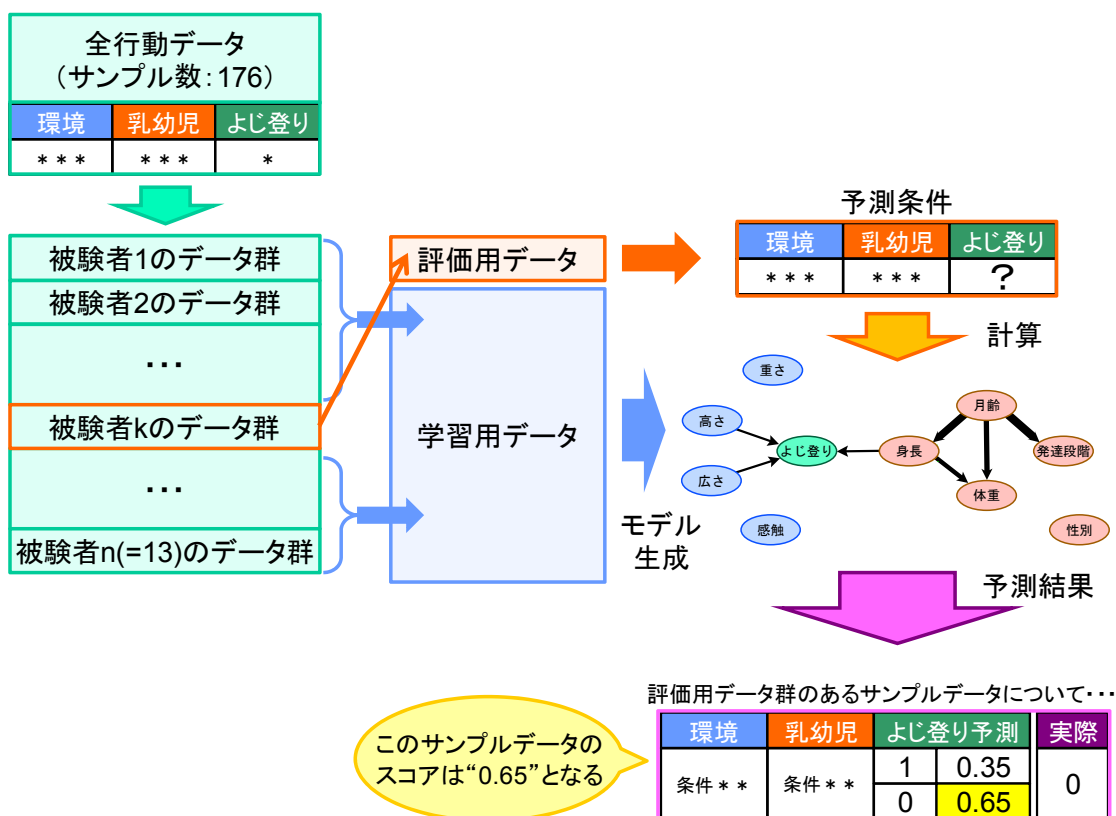 全行動データ
（サンプル数：176）
環境 乳幼児 よじ登り
＊＊＊ ＊＊＊ ＊
被験者1のデータ群
被験者2のデータ群
・・・
被験者kのデータ群
・・・
被験者n(=13)のデータ群
評価用データ
学習用データ
予測条件
環境 乳幼児 よじ登り
＊＊＊ ＊＊＊ ？
計算
重さ
高さ
広さ
感触
よじ登り
身長
月齢
発達段階
体重
性別
モデル
生成
予測結果
評価用データ群のあるサンプルデータについて・・・
環境 乳幼児 よじ登り予測 実際
条件＊＊ 条件＊＊ 1 0.35 0
0 0.65
このサンプルデータの
スコアは“0.65”となる